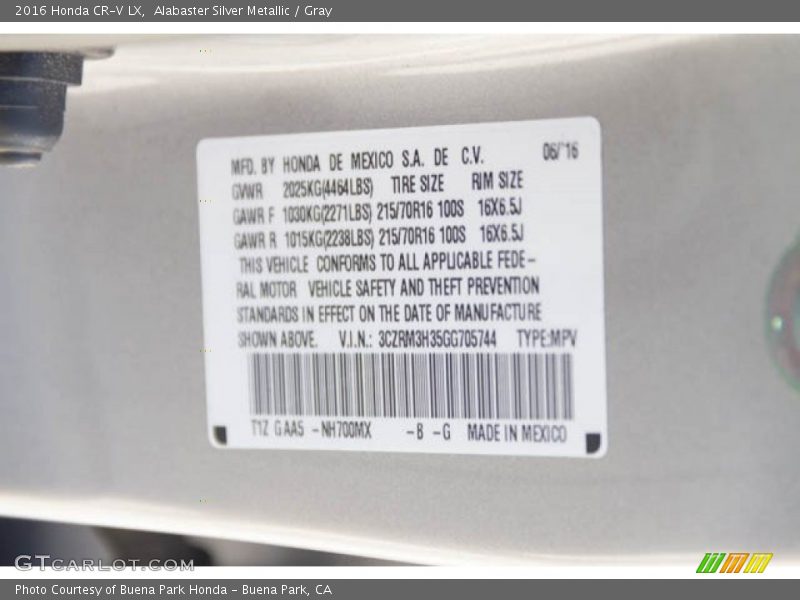 2016 Honda CR-V LX, Alabaster Silver Metallic / Gray
MFD. BY HONDA DE MEXICO S.A. DE C.V. 06/'16
GVWR 2025KG(4464LBS) TIRE SIZE RIM SIZE
GAWR F 1030KG(2271LBS) 215/70R16 100S 16X6.5J
GAWR R 1015KG(2238LBS) 215/70R16 100S 16X6.5J
THIS VEHICLE CONFORMS TO ALL APPLICABLE FEDE-
RAL MOTOR VEHICLE SAFETY AND THEFT PREVENTION
STANDARDS IN EFFECT ON THE DATE OF MANUFACTURE
SHOWN ABOVE. V.I.N.: 3CZRM3H35GG705744 TYPE:MPV
T1Z GAA5 -NH700MX -B -G MADE IN MEXICO
GTCARLOT.COM
Photo Courtesy of Buena Park Honda - Buena Park, CA